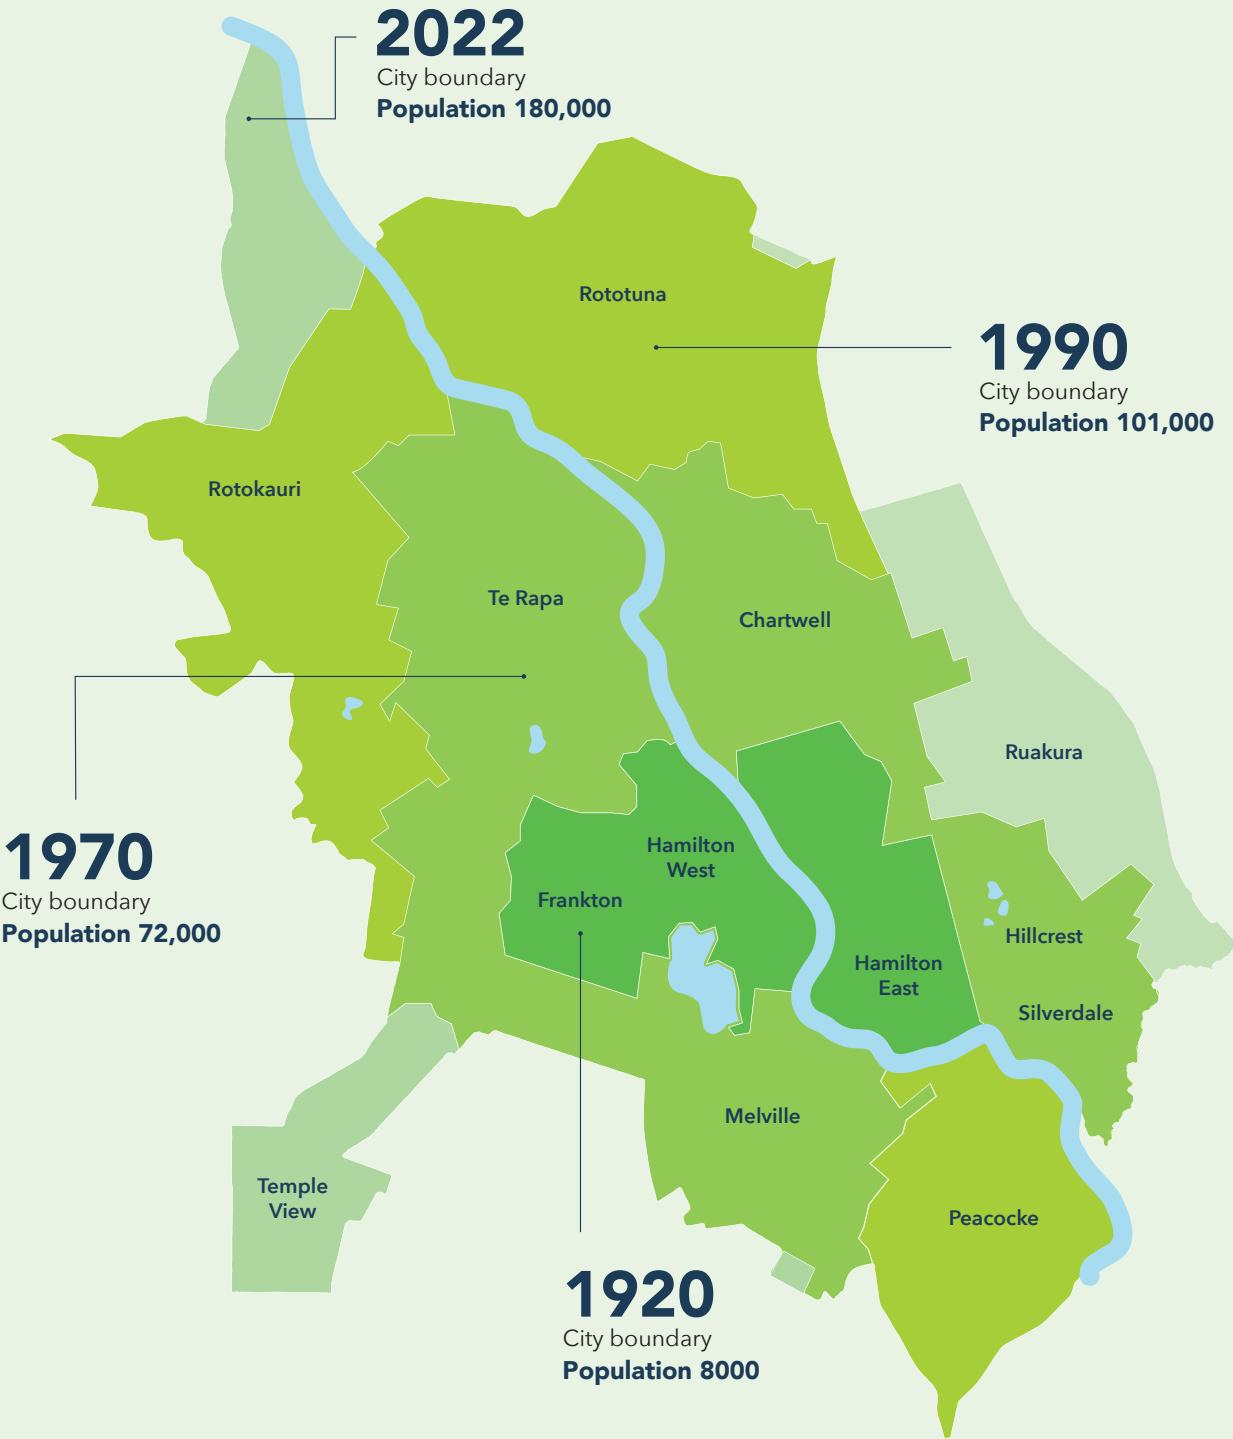 2022
City boundary
Population 180,000
Rototuna
1990
City boundary
Population 101,000
Rotokauri
Te Rapa
Chartwell
Ruakura
1970
City boundary
Population 72,000
Hamilton
West
Frankton
Hillcrest
Hamilton
East
Silverdale
Melville
Temple
View
Peacocke
1920
City boundary
Population 8000